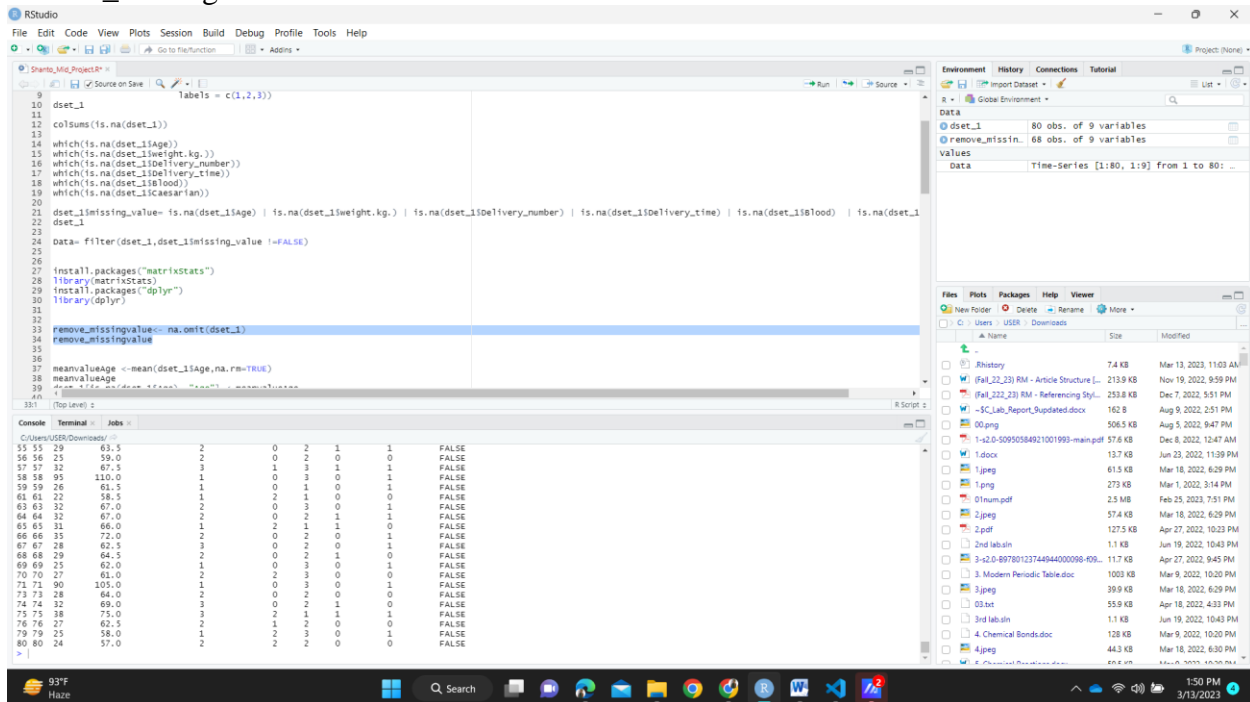 RStudio
File Edit Code View Plots Session Build Debug Profile Tools Help
Go to file/function Addins
Project: (None)
Shanto_Mid_Project.R*
Source on Save Run Source
9 labels = c(1,2,3))
10 dset_1
11
12 colSums(is.na(dset_1))
13
14 which(is.na(dset_1$Age))
15 which(is.na(dset_1$weight.kg.))
16 which(is.na(dset_1$Delivery_number))
17 which(is.na(dset_1$Delivery_time))
18 which(is.na(dset_1$Blood))
19 which(is.na(dset_1$Caesarian))
20
21 dset_1$missing_value= is.na(dset_1$Age) | is.na(dset_1$weight.kg.) | is.na(dset_1$Delivery_number) | is.na(dset_1$Delivery_time) | is.na(dset_1$Blood) | is.na(dset_1
22 dset_1
23
24 Data= filter(dset_1,dset_1$missing_value !=FALSE)
25
26
27 install.packages("matrixStats")
28 library(matrixStats)
29 install.packages("dplyr")
30 library(dplyr)
31
32
33 remove_missingvalue<- na.omit(dset_1)
34 remove_missingvalue
35
36
37 meanvalueAge <-mean(dset_1$Age,na.rm=TRUE)
38 meanvalueAge
39
40
33:1 (Top Level) R Script
Console Terminal Jobs
C:/Users/USER/Downloads/
55 55 29 63.5 2 0 2 1 1 FALSE
56 56 25 59.0 2 0 2 0 0 FALSE
57 57 32 67.5 3 1 3 1 1 FALSE
58 58 95 110.0 1 0 3 0 1 FALSE
59 59 26 61.5 1 0 1 0 1 FALSE
61 61 22 58.5 1 2 1 0 0 FALSE
63 63 32 67.0 2 0 3 0 1 FALSE
64 64 32 67.0 2 0 2 1 1 FALSE
65 65 31 66.0 1 2 1 1 0 FALSE
66 66 35 72.0 2 0 2 0 1 FALSE
67 67 28 62.5 3 0 2 0 1 FALSE
68 68 29 64.5 2 0 2 1 0 FALSE
69 69 25 62.0 1 0 3 0 1 FALSE
70 70 27 61.0 2 2 3 0 0 FALSE
71 71 90 105.0 1 0 3 0 1 FALSE
73 73 28 64.0 2 0 2 0 0 FALSE
74 74 32 69.0 3 0 2 1 0 FALSE
75 75 38 75.0 3 2 1 1 1 FALSE
76 76 27 62.5 2 1 2 0 0 FALSE
79 79 25 58.0 1 2 3 0 1 FALSE
80 80 24 57.0 2 2 2 0 0 FALSE
>
Environment History Connections Tutorial
Import Dataset List
R Global Environment
Data
dset_1 80 obs. of 9 variables
remove_missin… 68 obs. of 9 variables
values
Data Time-Series [1:80, 1:9] from 1 to 80: …
Files Plots Packages Help Viewer
New Folder Delete Rename More
C: Users USER Downloads
Name Size Modified
..
.Rhistory 7.4 KB Mar 13, 2023, 11:03 AM
(Fall_22_23) RM - Article Structure [... 213.9 KB Nov 19, 2022, 9:59 PM
(Fall_22_23) RM - Referencing Styl... 253.8 KB Dec 7, 2022, 5:51 PM
~$C_Lab_Report_9updated.docx 162 B Aug 9, 2022, 2:51 PM
00.png 506.5 KB Aug 5, 2022, 9:47 PM
1-s2.0-S0950584921001993-main.pdf 57.6 KB Dec 8, 2022, 12:47 AM
1.docx 13.7 KB Jun 23, 2022, 11:39 PM
1.jpeg 61.5 KB Mar 18, 2022, 6:29 PM
1.png 273 KB Mar 1, 2022, 3:14 PM
01num.pdf 2.5 MB Feb 25, 2023, 7:51 PM
2.jpeg 57.4 KB Mar 18, 2022, 6:29 PM
2.pdf 127.5 KB Apr 27, 2022, 10:23 PM
2nd lab.sln 1.1 KB Jun 19, 2022, 10:43 PM
3-s2.0-B9780123744944000098-f09... 11.7 KB Apr 27, 2022, 9:45 PM
3. Modern Periodic Table.doc 1003 KB Mar 9, 2022, 10:20 PM
3.jpeg 39.9 KB Mar 18, 2022, 6:29 PM
03.txt 55.9 KB Apr 18, 2022, 4:33 PM
3rd lab.sln 1.1 KB Jun 19, 2022, 10:43 PM
4. Chemical Bonds.doc 128 KB Mar 9, 2022, 10:20 PM
4.jpeg 44.3 KB Mar 18, 2022, 6:30 PM
93°F
Haze
Search
2
1:50 PM
3/13/2023
4